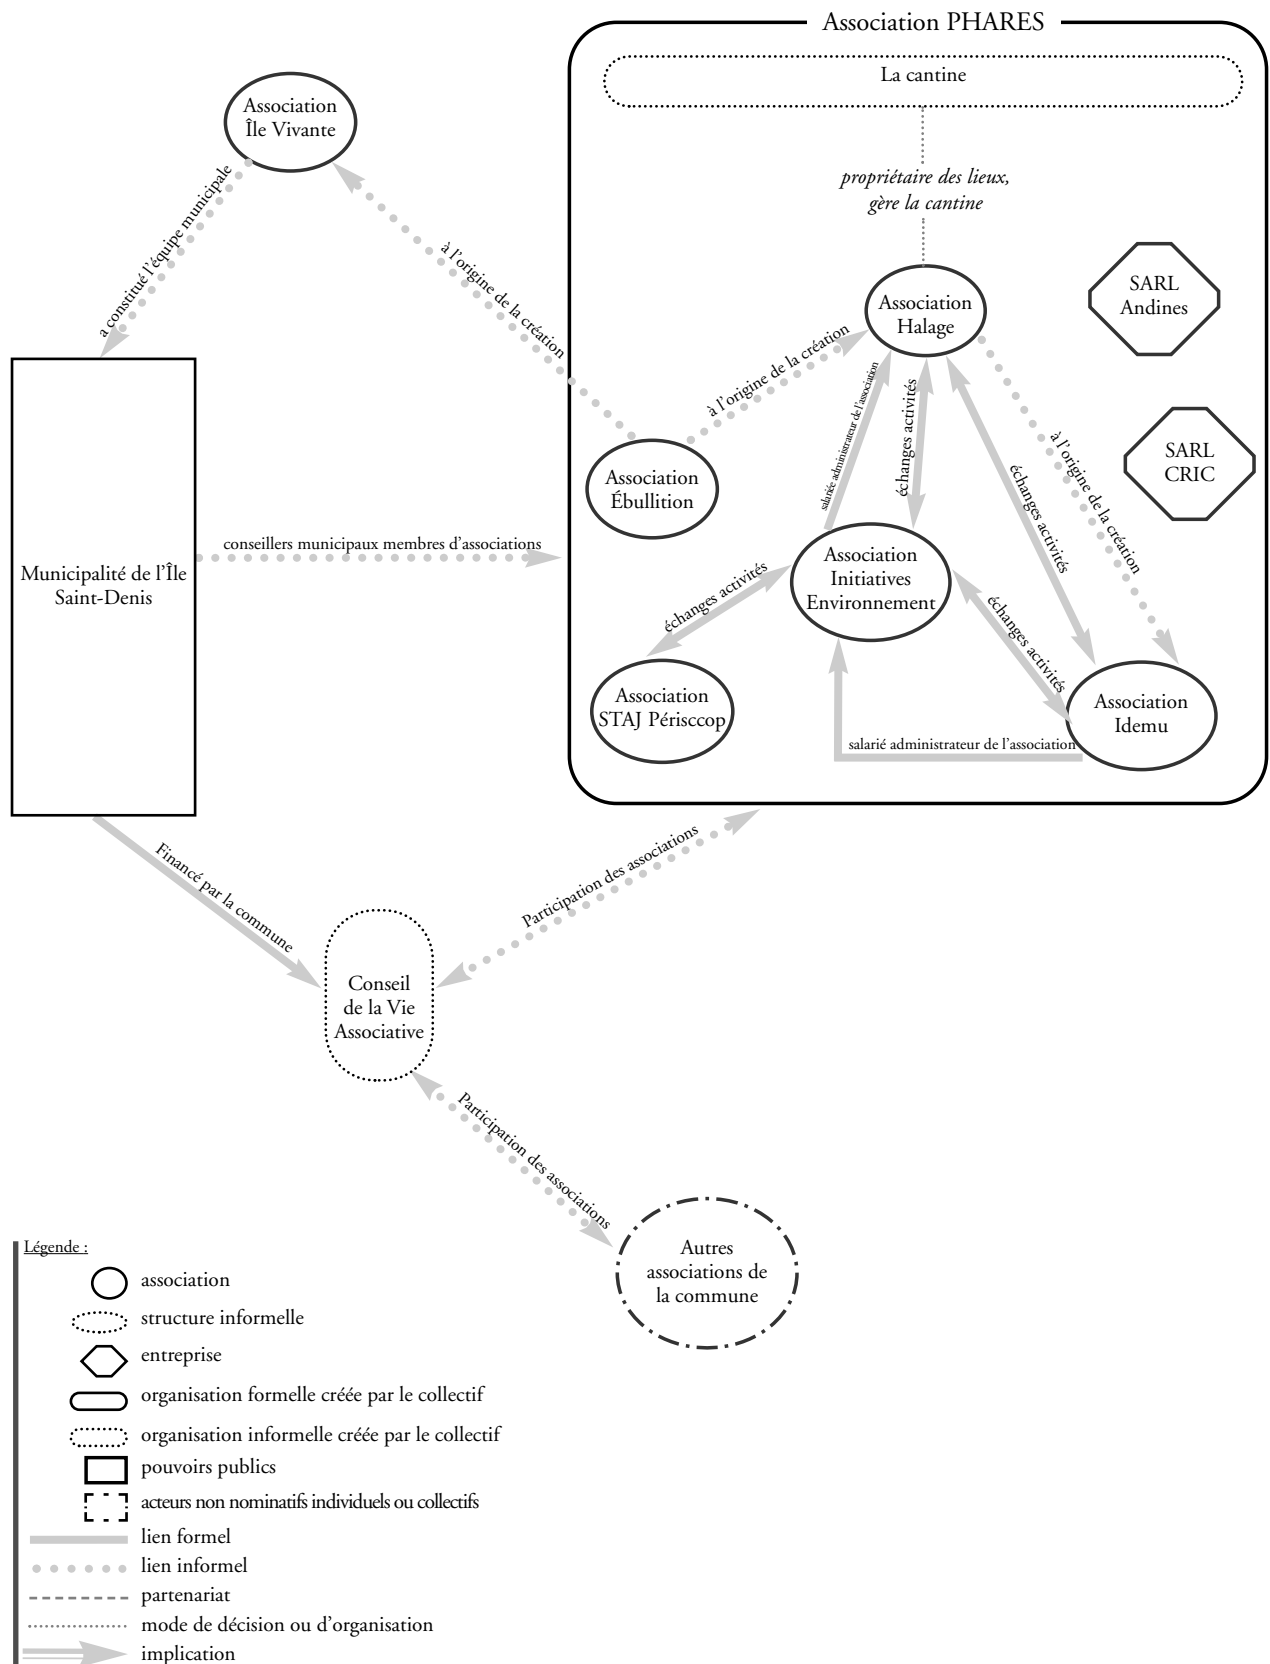 Association PHARES
La cantine
Association
Île Vivante
propriétaire des lieux,
gère la cantine
a constitué l'équipe municipale
à l'origine de la création
SARL
Andines
Association
Halage
à l'origine de la création
salariée administrateur de l'association
échanges activités
échanges activités
à l'origine de la création
SARL
CRIC
Association
Ébullition
conseillers municipaux membres d'associations
Municipalité de l'Île
Saint-Denis
Association
Initiatives
Environnement
échanges activités
échanges activités
Association
STAJ Périsccop
Association
Idemu
salarié administrateur de l'association
Financé par la commune
Participation des associations
Conseil
de la Vie
Associative
Participation des associations
Autres
associations de
la commune
Légende :
association
structure informelle
entreprise
organisation formelle créée par le collectif
organisation informelle créée par le collectif
pouvoirs publics
acteurs non nominatifs individuels ou collectifs
lien formel
lien informel
partenariat
mode de décision ou d'organisation
implication